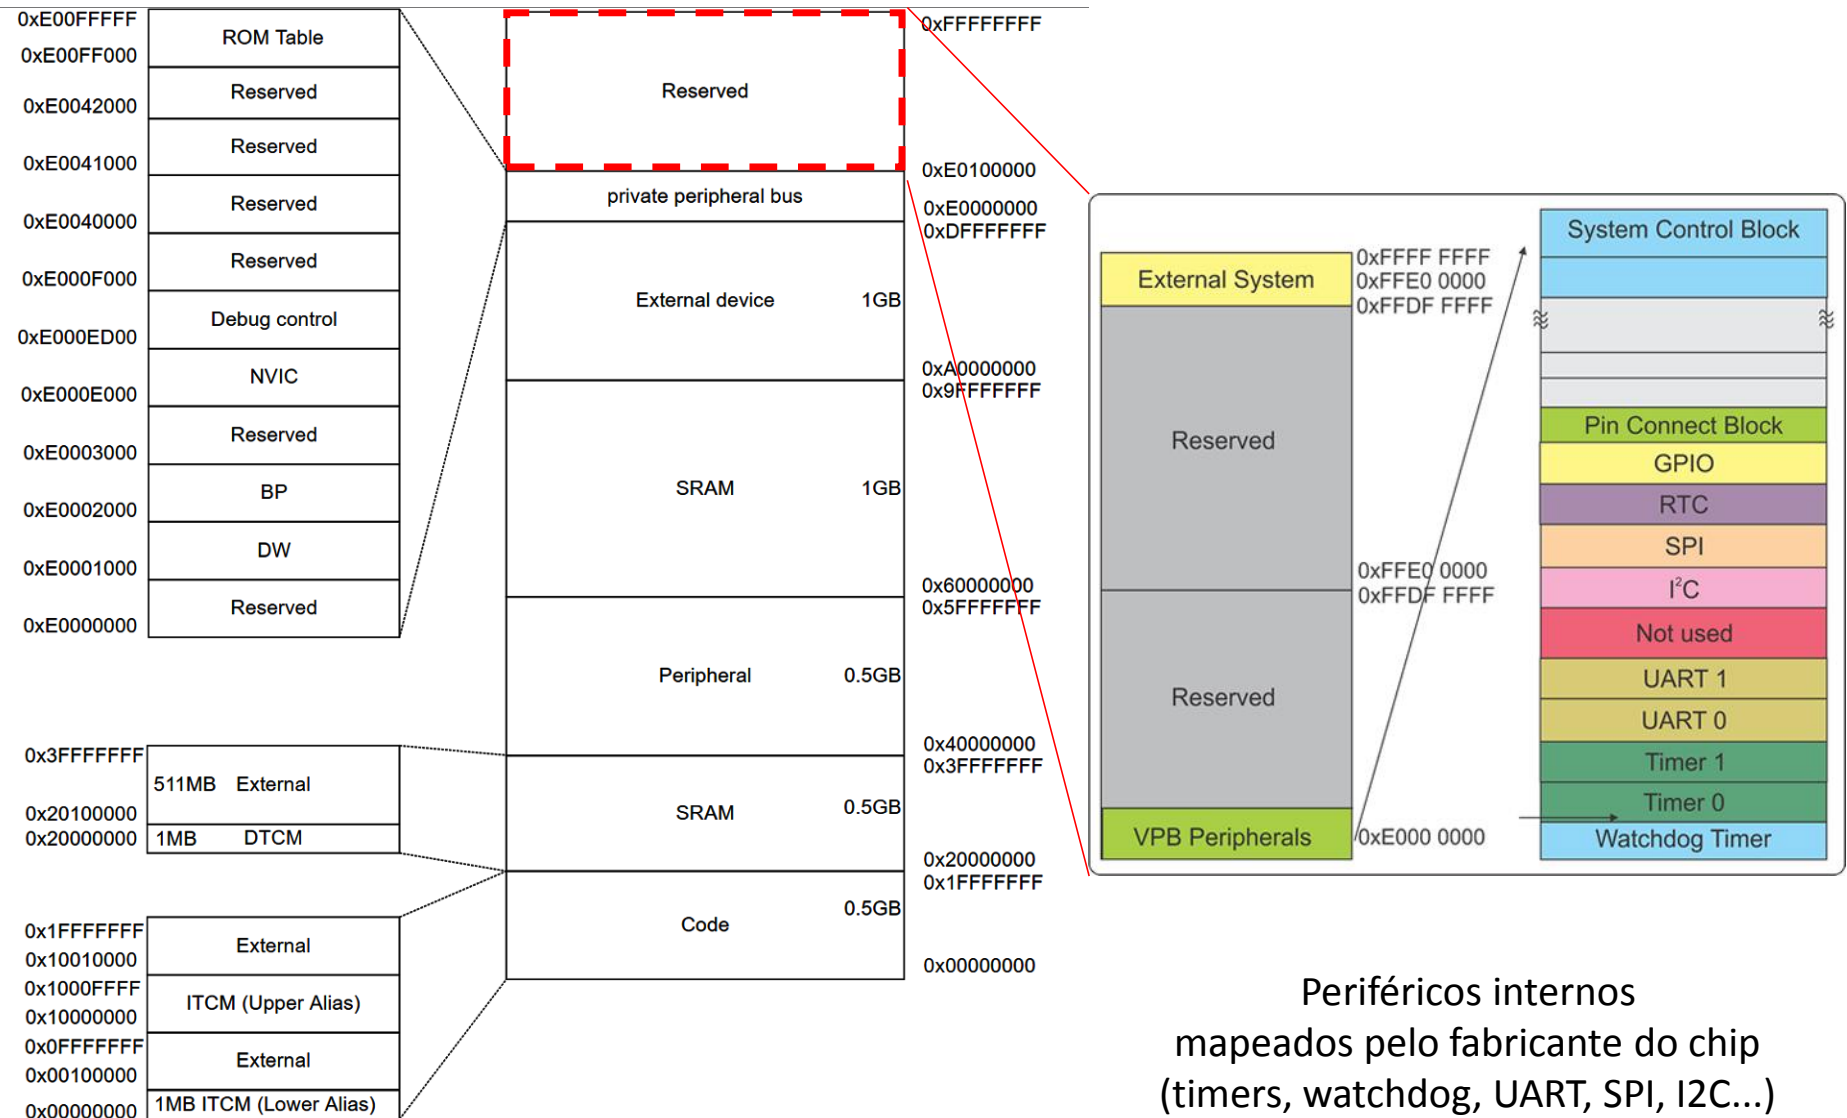 0xE00FFFFF
ROM Table
0xE00FF000
Reserved
0xE0042000
Reserved
0xE0041000
Reserved
0xE0040000
Reserved
0xE000F000
Debug control
0xE000ED00
NVIC
0xE000E000
Reserved
0xE0003000
BP
0xE0002000
DW
0xE0001000
Reserved
0xE0000000
0x3FFFFFFF
511MB External
0x20100000
0x20000000 1MB DTCM
0x1FFFFFFF
External
0x10010000
0x1000FFFF
ITCM (Upper Alias)
0x10000000
0x0FFFFFFF
External
0x00100000
0x00000000 1MB ITCM (Lower Alias)
0xFFFFFFFF
Reserved
0xE0100000
private peripheral bus
0xE0000000
0xDFFFFFFF
External device 1GB
0xA0000000
0x9FFFFFFF
SRAM 1GB
0x60000000
0x5FFFFFFF
Peripheral 0.5GB
0x40000000
0x3FFFFFFF
SRAM 0.5GB
0x20000000
0x1FFFFFFF
Code 0.5GB
0x00000000
0xFFFF FFFF
External System 0xFFE0 0000
0xFFDF FFFF
Reserved
0xFFE0 0000
0xFFDF FFFF
Reserved
VPB Peripherals 0xE000 0000
System Control Block
Pin Connect Block
GPIO
RTC
SPI
I²C
Not used
UART 1
UART 0
Timer 1
Timer 0
Watchdog Timer
Periféricos internos
mapeados pelo fabricante do chip
(timers, watchdog, UART, SPI, I2C...)